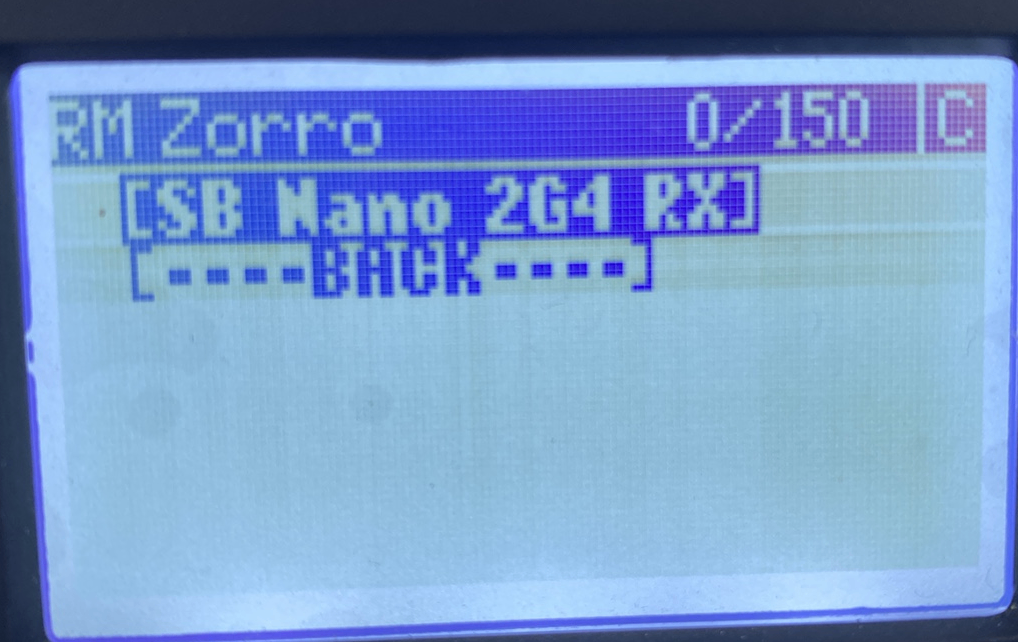 RM Zorro 0/150 C
[SB Nano 2G4 RX]
[----BACK----]